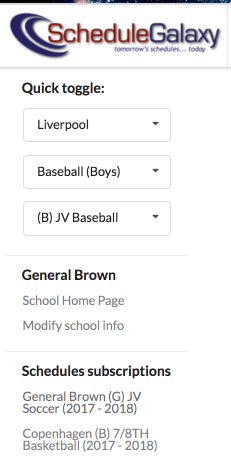 ScheduleGalaxy
tomorrow's schedules... today
Quick toggle:
Liverpool
Baseball (Boys)
(B) JV Baseball
General Brown
School Home Page
Modify school info
Schedules subscriptions
General Brown (G) JV
Soccer (2017 - 2018)
Copenhagen (B) 7/8TH
Basketball (2017 - 2018)